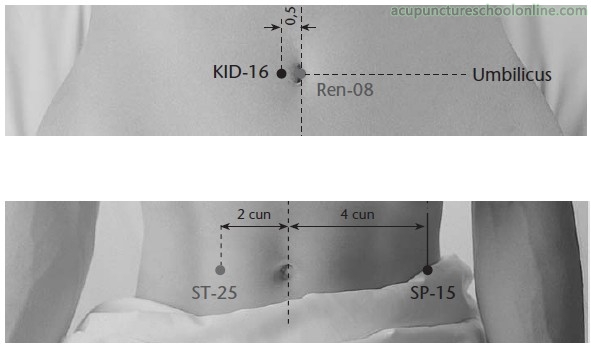 acupunctureschoolonline.com
0,5
KID-16
Umbilicus
Ren-08
2 cun
4 cun
ST-25
SP-15